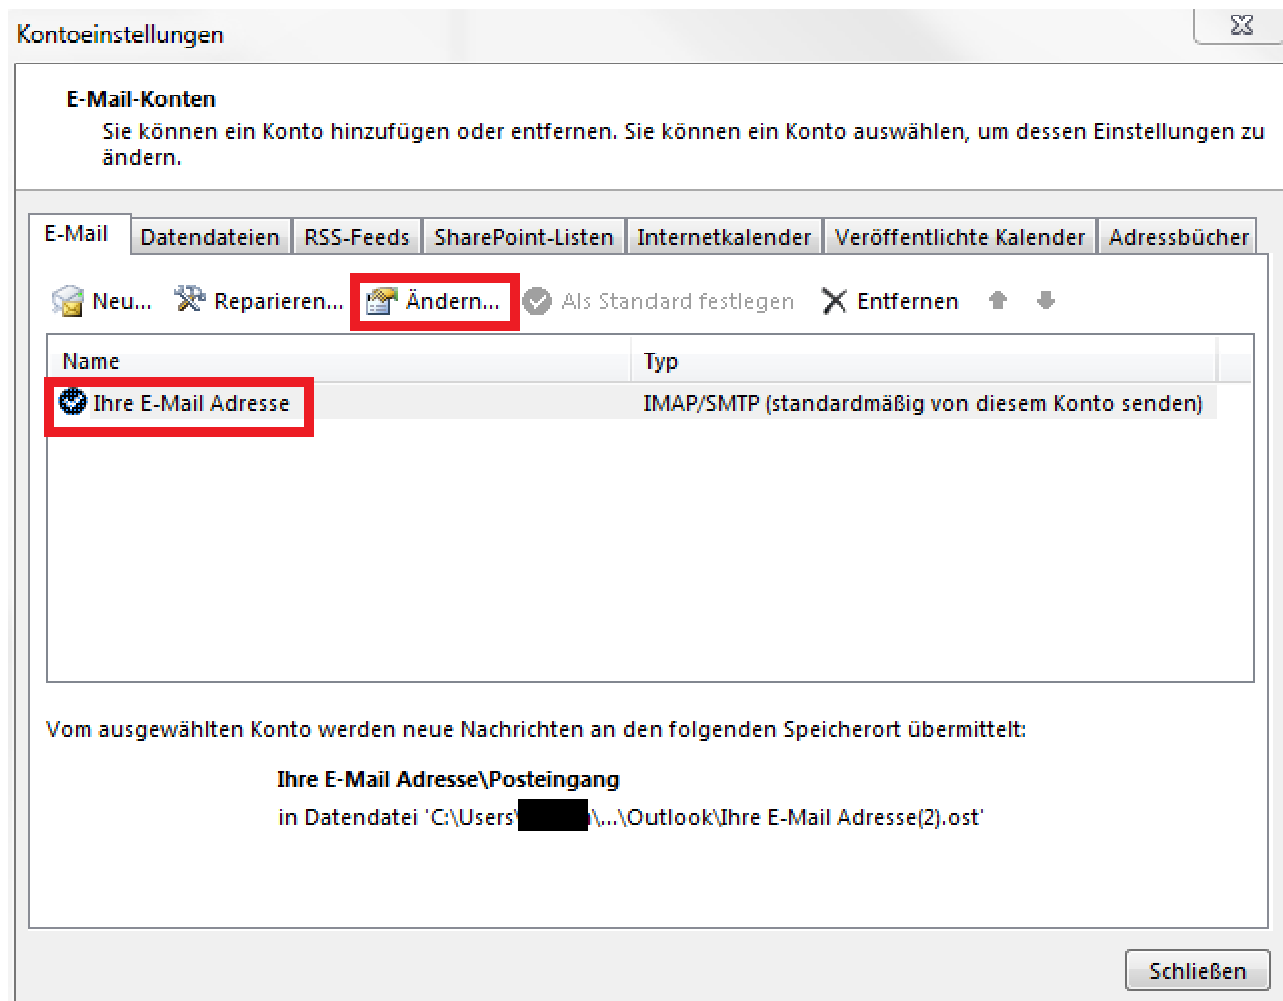 Kontoeinstellungen
E-Mail-Konten
Sie können ein Konto hinzufügen oder entfernen. Sie können ein Konto auswählen, um dessen Einstellungen zu
ändern.
E-Mail Datendateien RSS-Feeds SharePoint-Listen Internetkalender Veröffentlichte Kalender Adressbücher
Neu... Reparieren... Ändern... Als Standard festlegen Entfernen
Name Typ
Ihre E-Mail Adresse IMAP/SMTP (standardmäßig von diesem Konto senden)
Vom ausgewählten Konto werden neue Nachrichten an den folgenden Speicherort übermittelt:
Ihre E-Mail Adresse\Posteingang
in Datendatei 'C:\Users\ \...\Outlook\Ihre E-Mail Adresse(2).ost'
Schließen